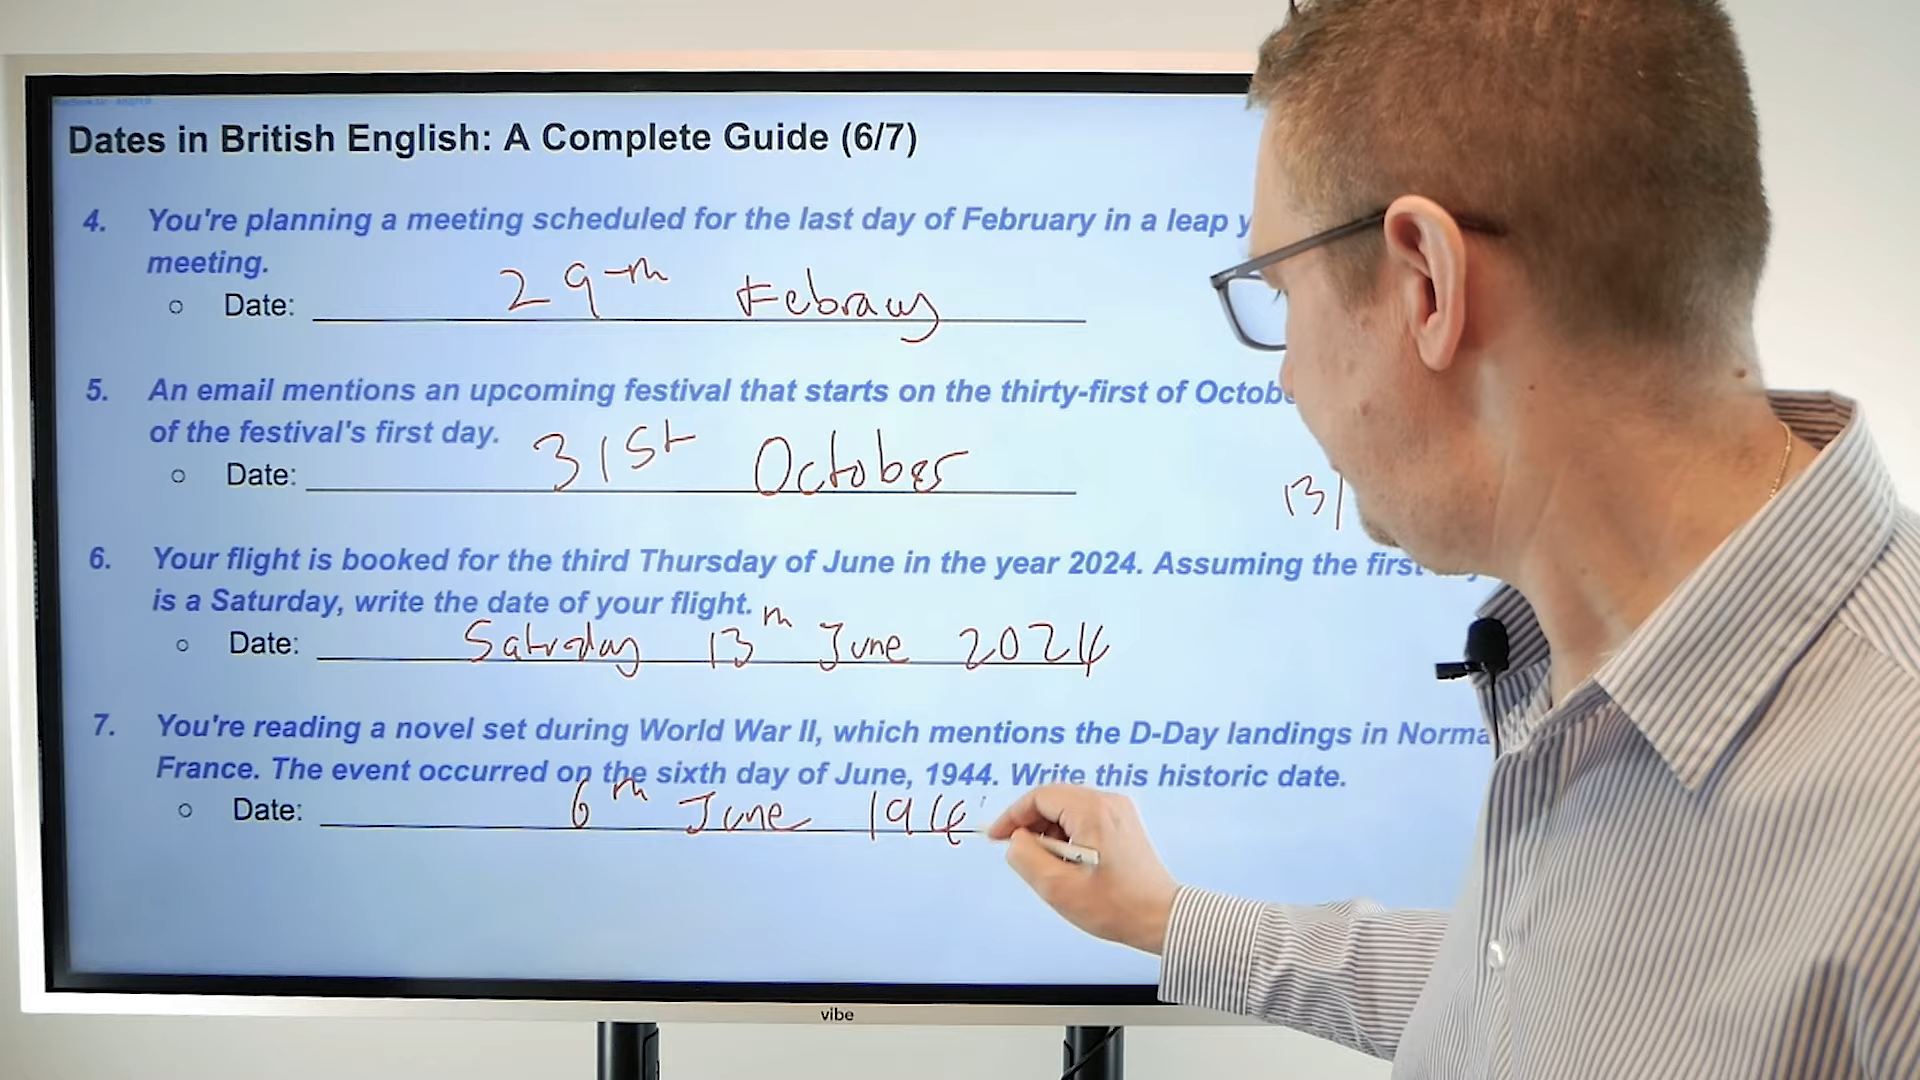 Dates in British English: A Complete Guide (6/7)
4. You're planning a meeting scheduled for the last day of February in a leap y
meeting.
29th Febrary
○ Date:
5. An email mentions an upcoming festival that starts on the thirty-first of Octobe
of the festival's first day.
31st October
○ Date:
13/
6. Your flight is booked for the third Thursday of June in the year 2024. Assuming the first
is a Saturday, write the date of your flight.
○ Date: Satruday 13th June 2024
7. You're reading a novel set during World War II, which mentions the D-Day landings in Norma
France. The event occurred on the sixth day of June, 1944. Write this historic date.
○ Date: 6th June 194
vibe